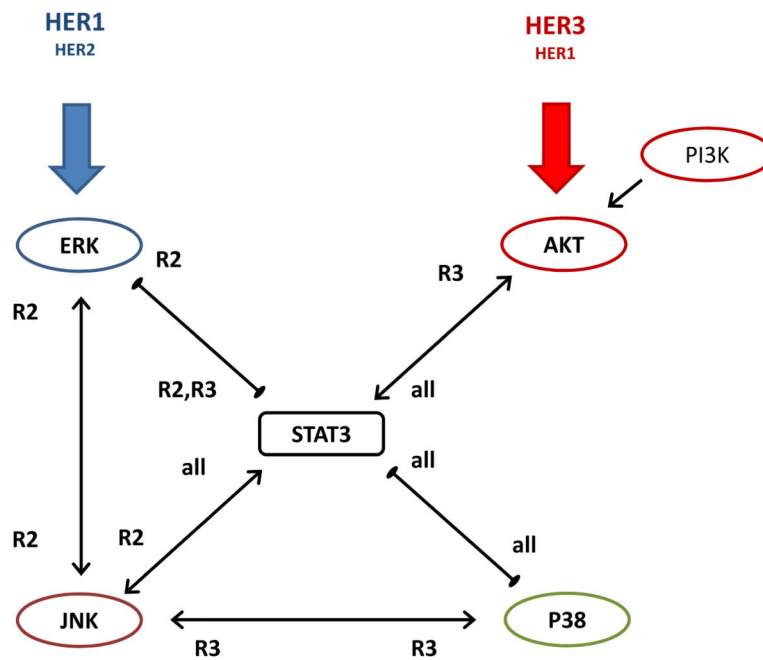 HER1
HER2
HER3
HER1
PI3K
ERK
AKT
R2
R3
R2
R2,R3
all
STAT3
all
all
R2
R2
all
JNK
P38
R3
R3